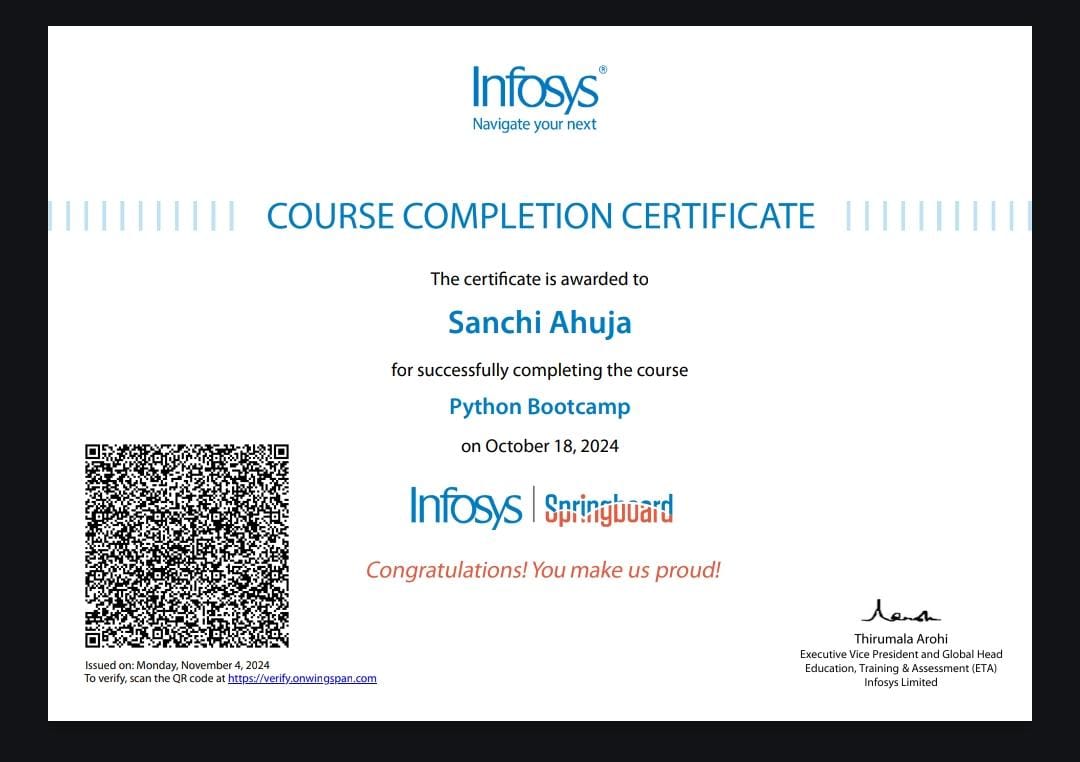 Infosys®
Navigate your next
COURSE COMPLETION CERTIFICATE
The certificate is awarded to
Sanchi Ahuja
for successfully completing the course
Python Bootcamp
on October 18, 2024
Infosys | Springboard
Congratulations! You make us proud!
Issued on: Monday, November 4, 2024
To verify, scan the QR code at https://verify.onwingspan.com
Thirumala Arohi
Executive Vice President and Global Head
Education, Training & Assessment (ETA)
Infosys Limited